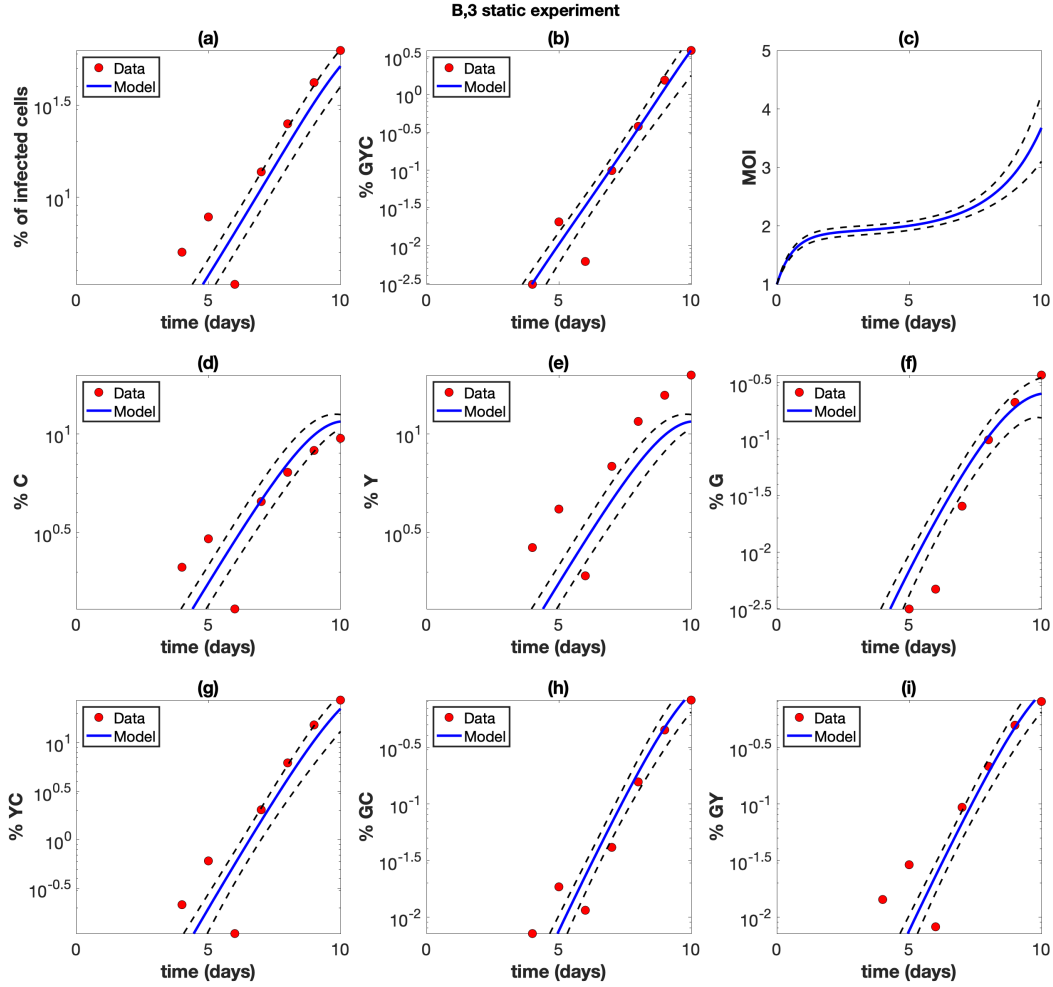 B,3 static experiment
(a)
Data
Model
10^1.5
10^1
% of infected cells
0
5
10
time (days)
(b)
Data
Model
10^0.5
10^0
10^-0.5
10^-1
10^-1.5
10^-2
10^-2.5
% GYC
0
5
10
time (days)
(c)
5
4
3
2
1
MOI
0
5
10
time (days)
(d)
Data
Model
10^1
10^0.5
% C
0
5
10
time (days)
(e)
Data
Model
10^1
10^0.5
% Y
0
5
10
time (days)
(f)
Data
Model
10^-0.5
10^-1
10^-1.5
10^-2
10^-2.5
% G
0
5
10
time (days)
(g)
Data
Model
10^1
10^0.5
10^0
10^-0.5
% YC
0
5
10
time (days)
(h)
Data
Model
10^-0.5
10^-1
10^-1.5
10^-2
% GC
0
5
10
time (days)
(i)
Data
Model
10^-0.5
10^-1
10^-1.5
10^-2
% GY
0
5
10
time (days)